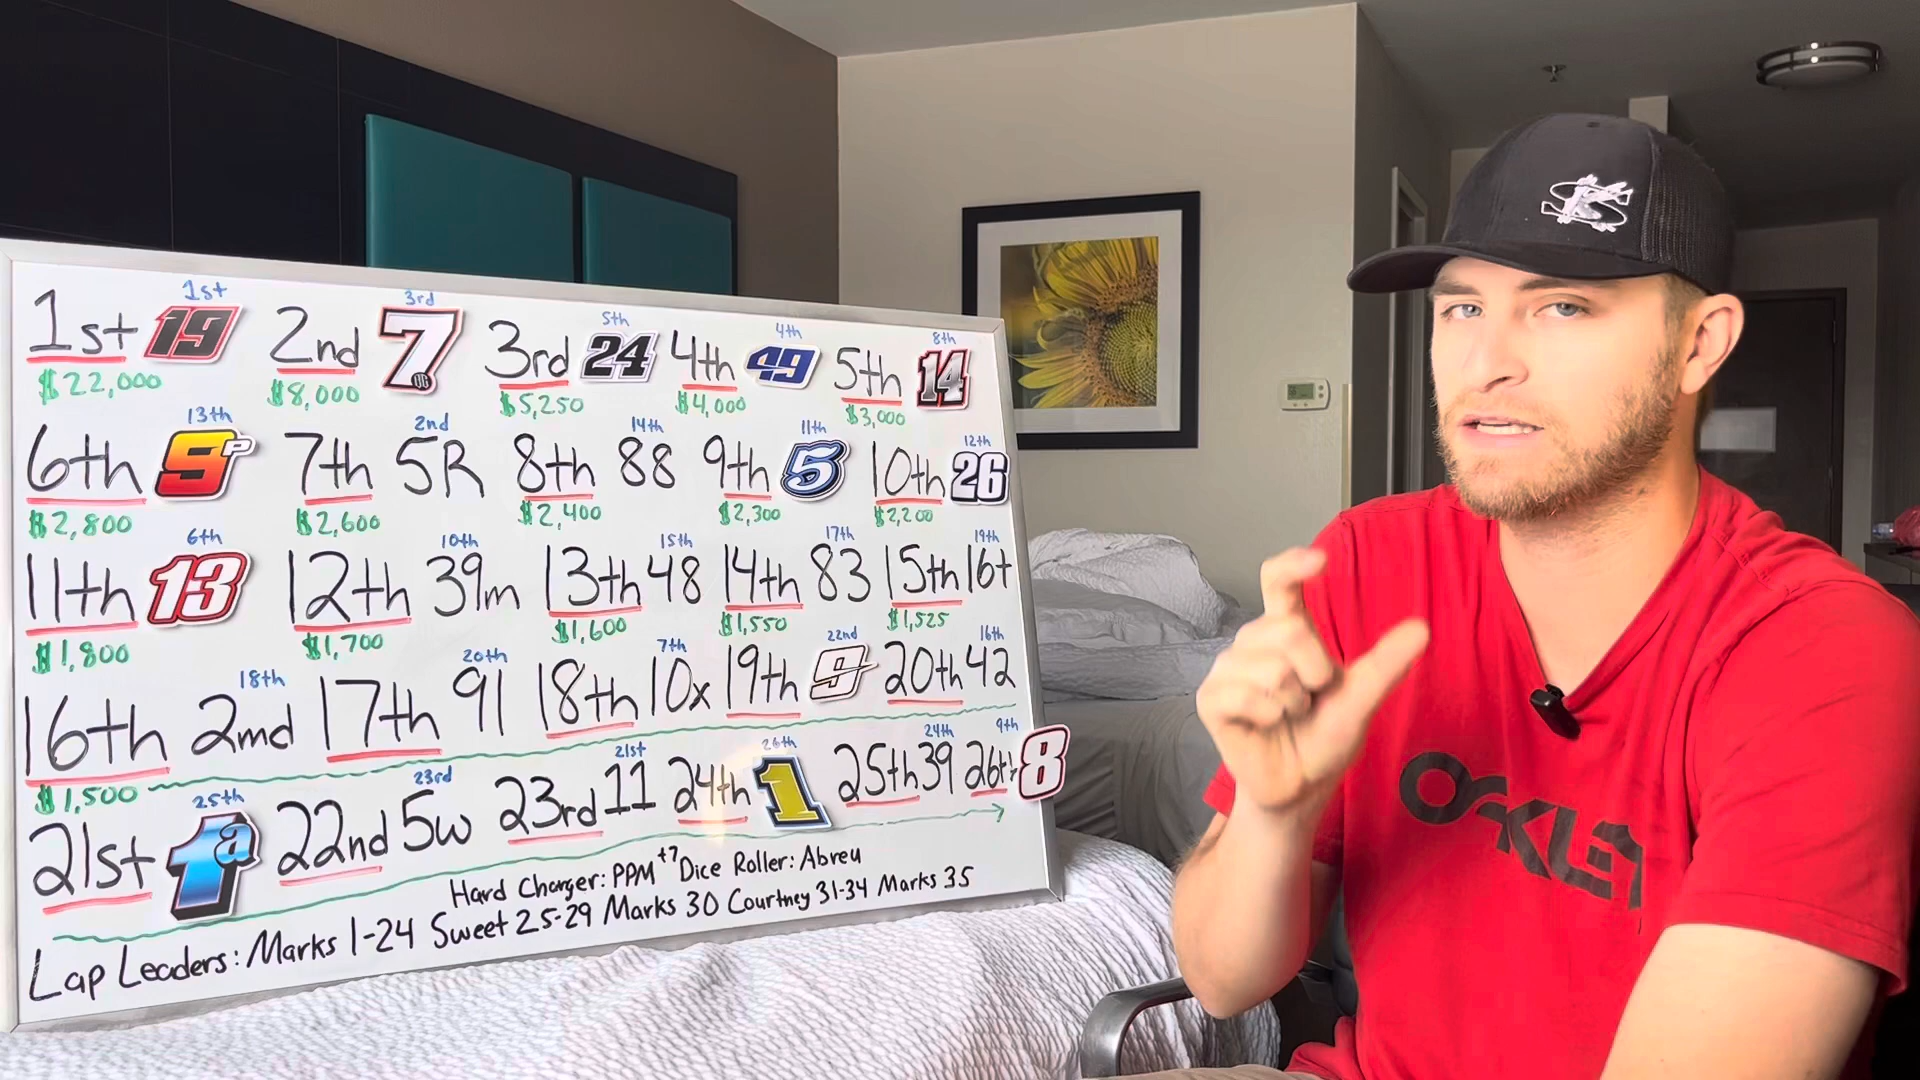 1st 3rd 5th 4th 8th
1st 19 2nd 7 3rd 24 4th 49 5th 14
$22,000 $8,000 $5,250 $4,000 $3,000
13th 2nd 14th 11th 12th
6th 9P 7th 5R 8th 88 9th 5 10th 26
$2,800 $2,600 $2,400 $2,300 $2,200
6th 10th 15th 17th 19th
11th 13 12th 39m 13th 48 14th 83 15th 16t
$1,800 $1,700 $1,600 $1,550 $1,525
18th 20th 7th 22nd 16th
16th 2md 17th 91 18th 10x 19th 9 20th 42
$1,500
25th 23rd 21st 26th 24th 9th
21st 1a 22nd 5w 23rd 11 24th 1 25th 39 26th 8
Hard Charger: PPM +7 Dice Roller: Abreu
Lap Leaders: Marks 1-24 Sweet 25-29 Marks 30 Courtney 31-34 Marks 35
OAKLEY